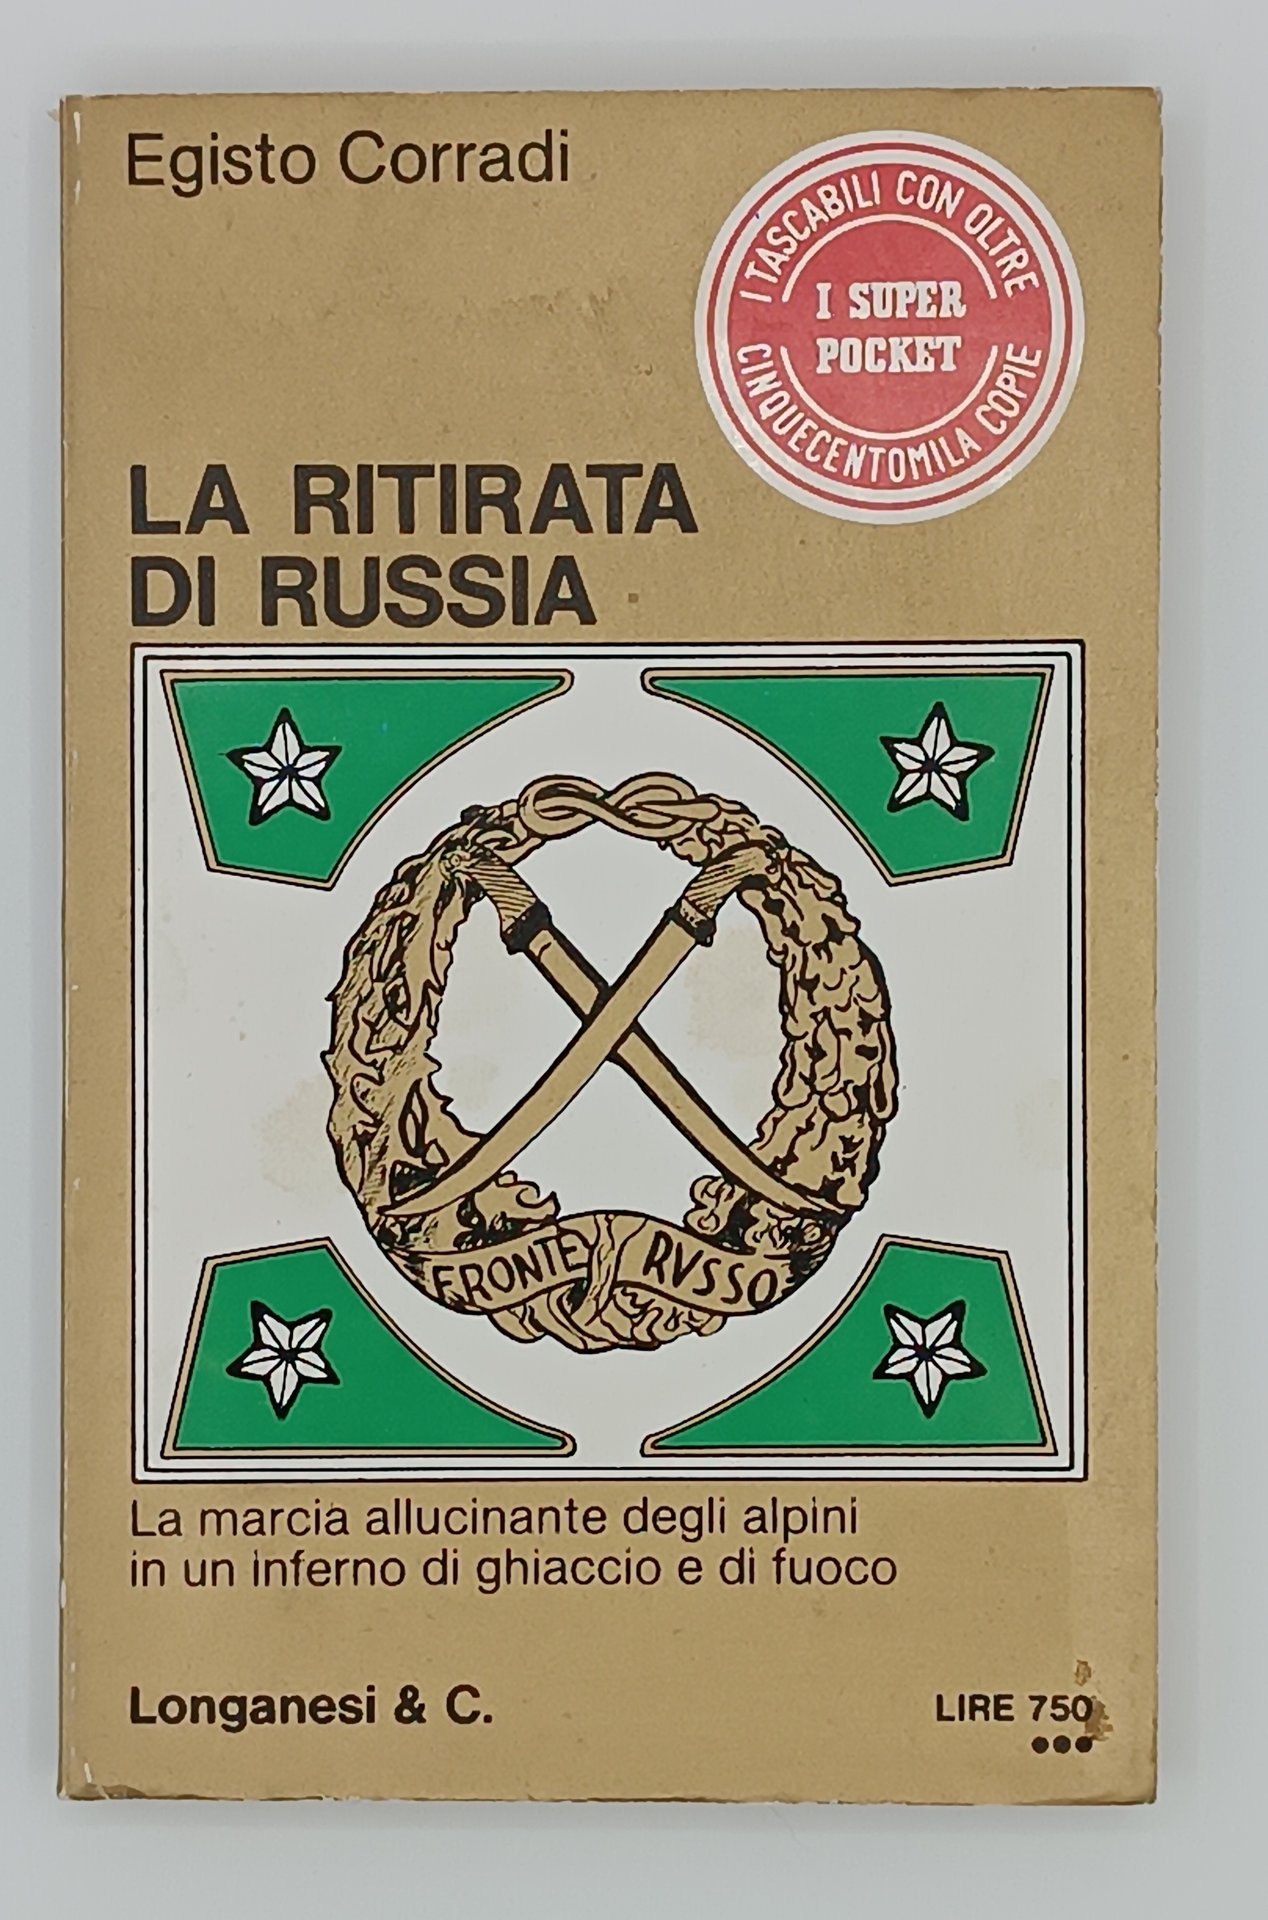 Egisto Corradi
I TASCABILI CON OLTRE
I SUPER
POCKET
CINQUECENTOMILA COPIE
LA RITIRATA
DI RUSSIA
FRONTE RVSSO
La marcia allucinante degli alpini
in un inferno di ghiaccio e di fuoco
Longanesi & C.
LIRE 750